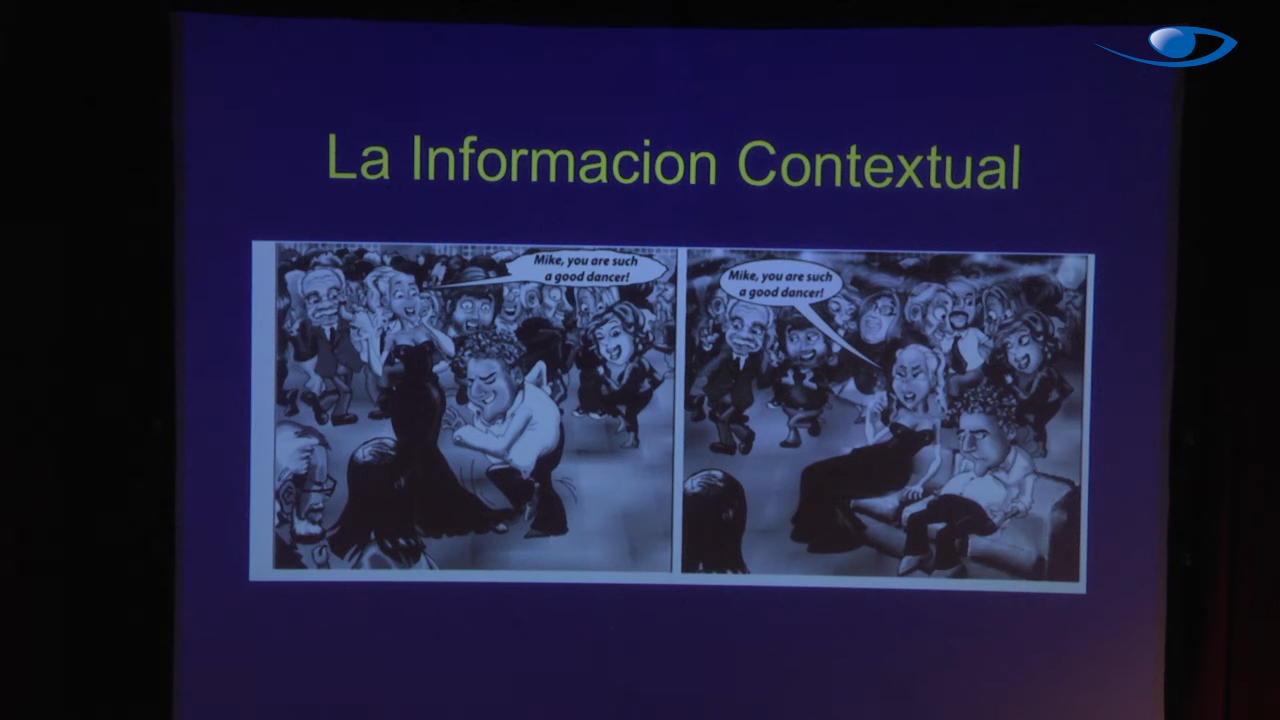 La Informacion Contextual
Mike, you are such
a good dancer!
Mike, you are such
a good dancer!